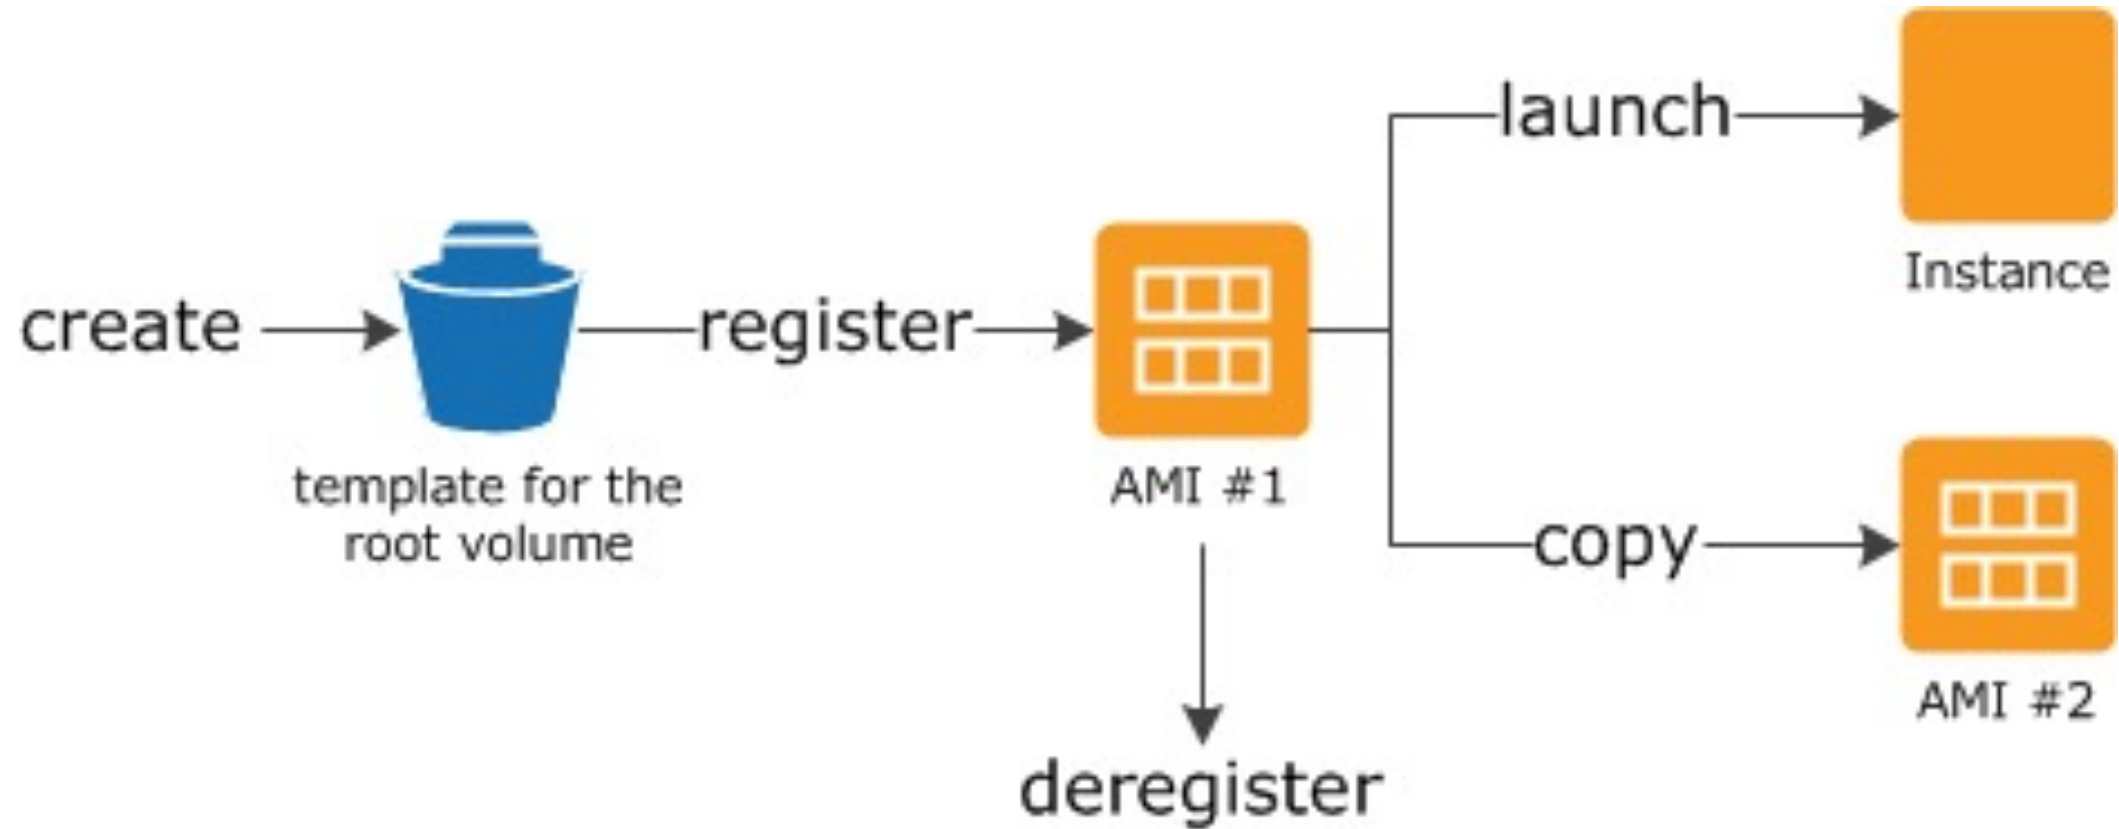 create
template for the
root volume
register
AMI #1
deregister
launch
Instance
copy
AMI #2